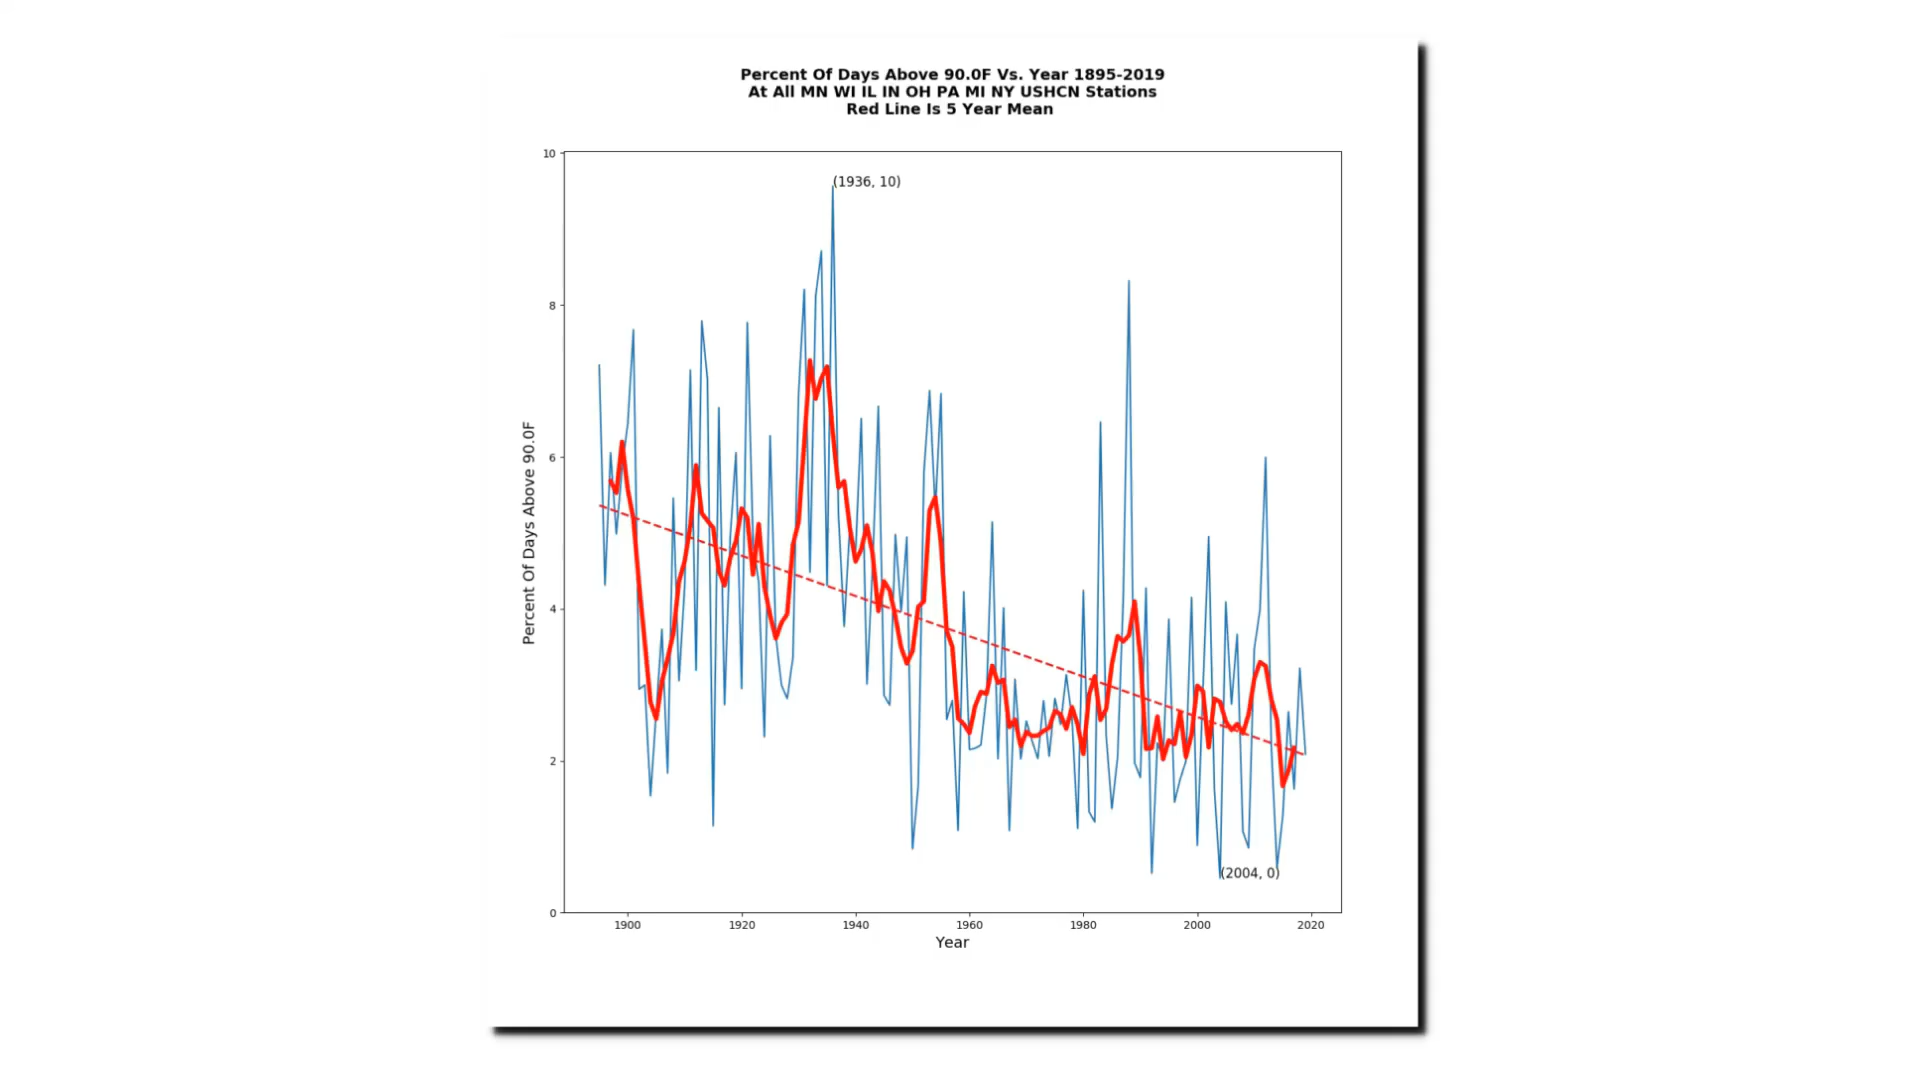 Percent Of Days Above 90.0F Vs. Year 1895-2019
At All MN WI IL IN OH PA MI NY USHCN Stations
Red Line Is 5 Year Mean
10
(1936, 10)
8
6
Percent Of Days Above 90.0F
4
2
(2004, 0)
0
1900 1920 1940 1960 1980 2000 2020
Year